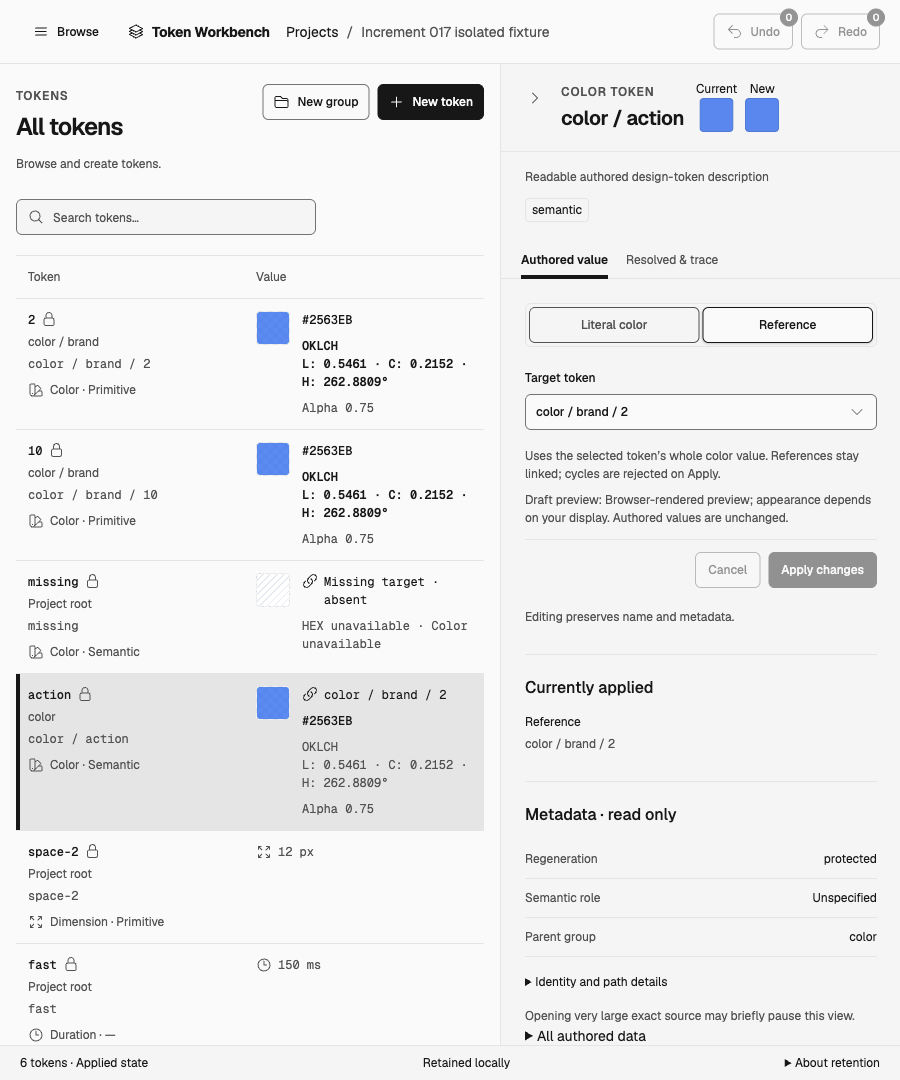 Browse
Token Workbench
Projects / Increment 017 isolated fixture
Undo
0
Redo
0
TOKENS
All tokens
New group
New token
Browse and create tokens.
Search tokens…
Token
Value
2
color / brand
color / brand / 2
Color · Primitive
#2563EB
OKLCH
L: 0.5461 · C: 0.2152 ·
H: 262.8809°
Alpha 0.75
10
color / brand
color / brand / 10
Color · Primitive
#2563EB
OKLCH
L: 0.5461 · C: 0.2152 ·
H: 262.8809°
Alpha 0.75
missing
Project root
missing
Color · Semantic
Missing target ·
absent
HEX unavailable · Color
unavailable
action
color
color / action
Color · Semantic
color / brand / 2
#2563EB
OKLCH
L: 0.5461 · C: 0.2152 ·
H: 262.8809°
Alpha 0.75
space-2
Project root
space-2
Dimension · Primitive
12 px
fast
Project root
fast
Duration · —
150 ms
COLOR TOKEN
color / action
Current
New
Readable authored design-token description
semantic
Authored value
Resolved & trace
Literal color
Reference
Target token
color / brand / 2
Uses the selected token's whole color value. References stay
linked; cycles are rejected on Apply.
Draft preview: Browser-rendered preview; appearance depends
on your display. Authored values are unchanged.
Cancel
Apply changes
Editing preserves name and metadata.
Currently applied
Reference
color / brand / 2
Metadata · read only
Regeneration
protected
Semantic role
Unspecified
Parent group
color
Identity and path details
Opening very large exact source may briefly pause this view.
All authored data
6 tokens · Applied state
Retained locally
About retention